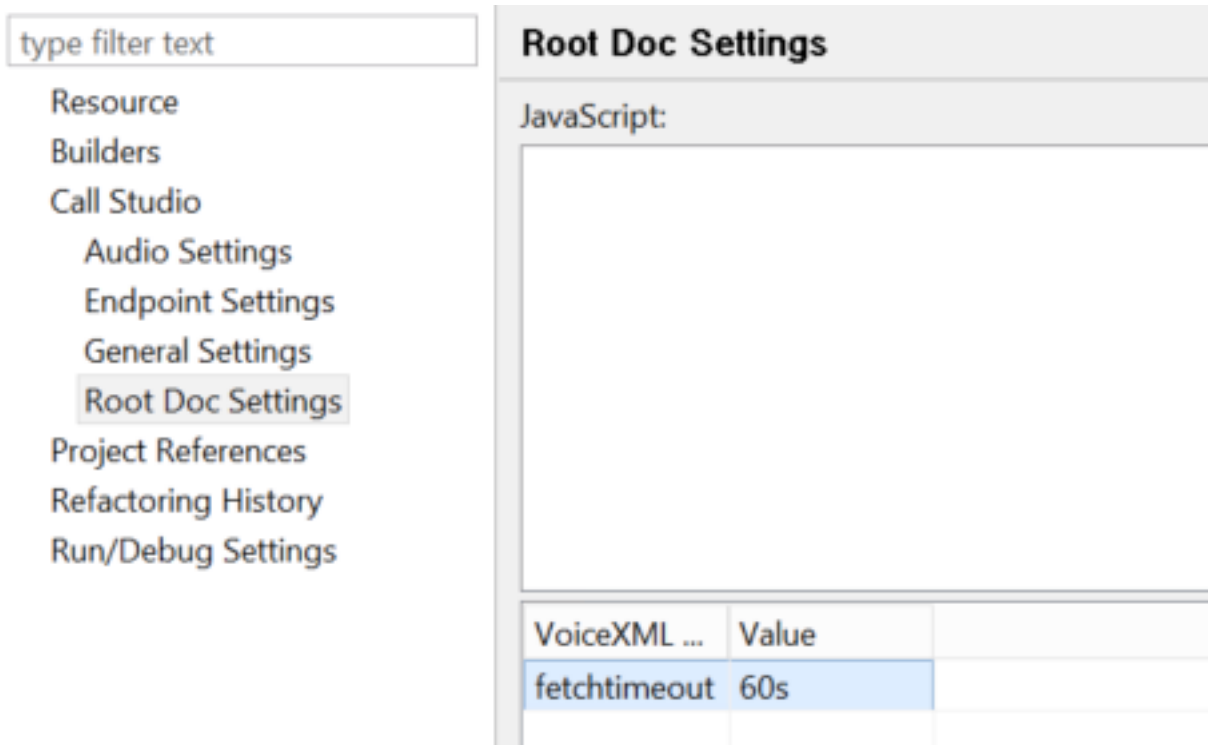 type filter text
Resource
Builders
Call Studio
Audio Settings
Endpoint Settings
General Settings
Root Doc Settings
Project References
Refactoring History
Run/Debug Settings
Root Doc Settings
JavaScript:
VoiceXML ... Value
fetchtimeout 60s